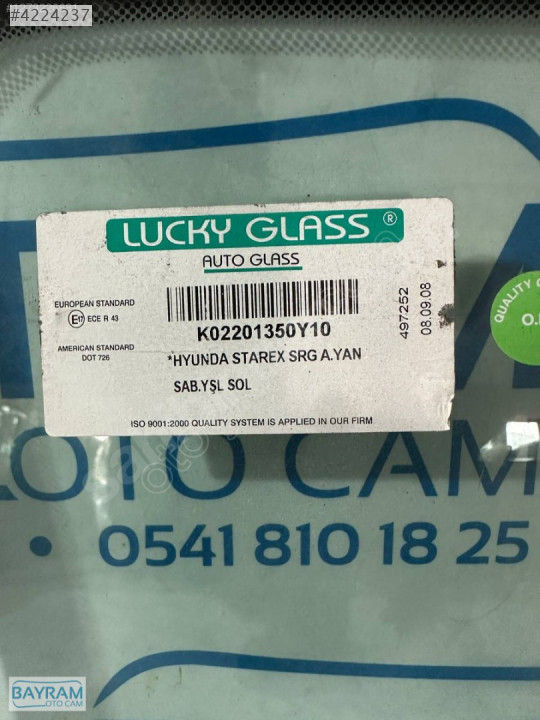 #4224237
LUCKY GLASS ®
AUTO GLASS
EUROPEAN STANDARD
E17 ECE R 43
AMERICAN STANDARD
DOT 726
K02201350Y10
497252
08.09.08
*HYUNDA STAREX SRG A.YAN
SAB.YŞL SOL
ISO 9001:2000 QUALITY SYSTEM IS APPLIED IN OUR FIRM
QUALITY
O.
OTO CAM
• 0541 810 18 25
BAYRAM
OTO CAM